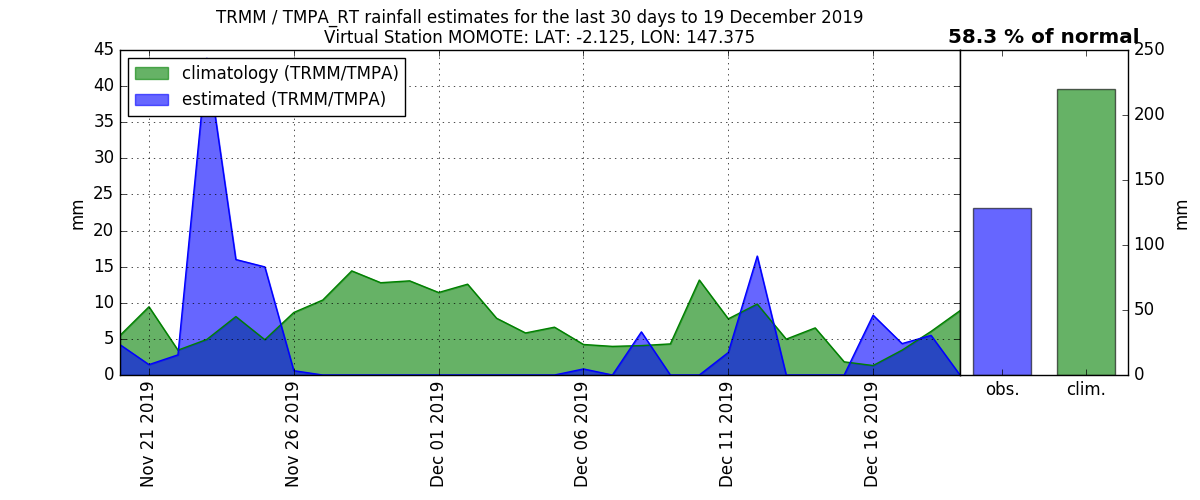 TRMM / TMPA_RT rainfall estimates for the last 30 days to 19 December 2019
Virtual Station MOMOTE: LAT: -2.125, LON: 147.375
58.3 % of normal
climatology (TRMM/TMPA)
estimated (TRMM/TMPA)
mm
45
40
35
30
25
20
15
10
5
0
Nov 21 2019
Nov 26 2019
Dec 01 2019
Dec 06 2019
Dec 11 2019
Dec 16 2019
obs.
clim.
250
200
150
100
50
0
mm